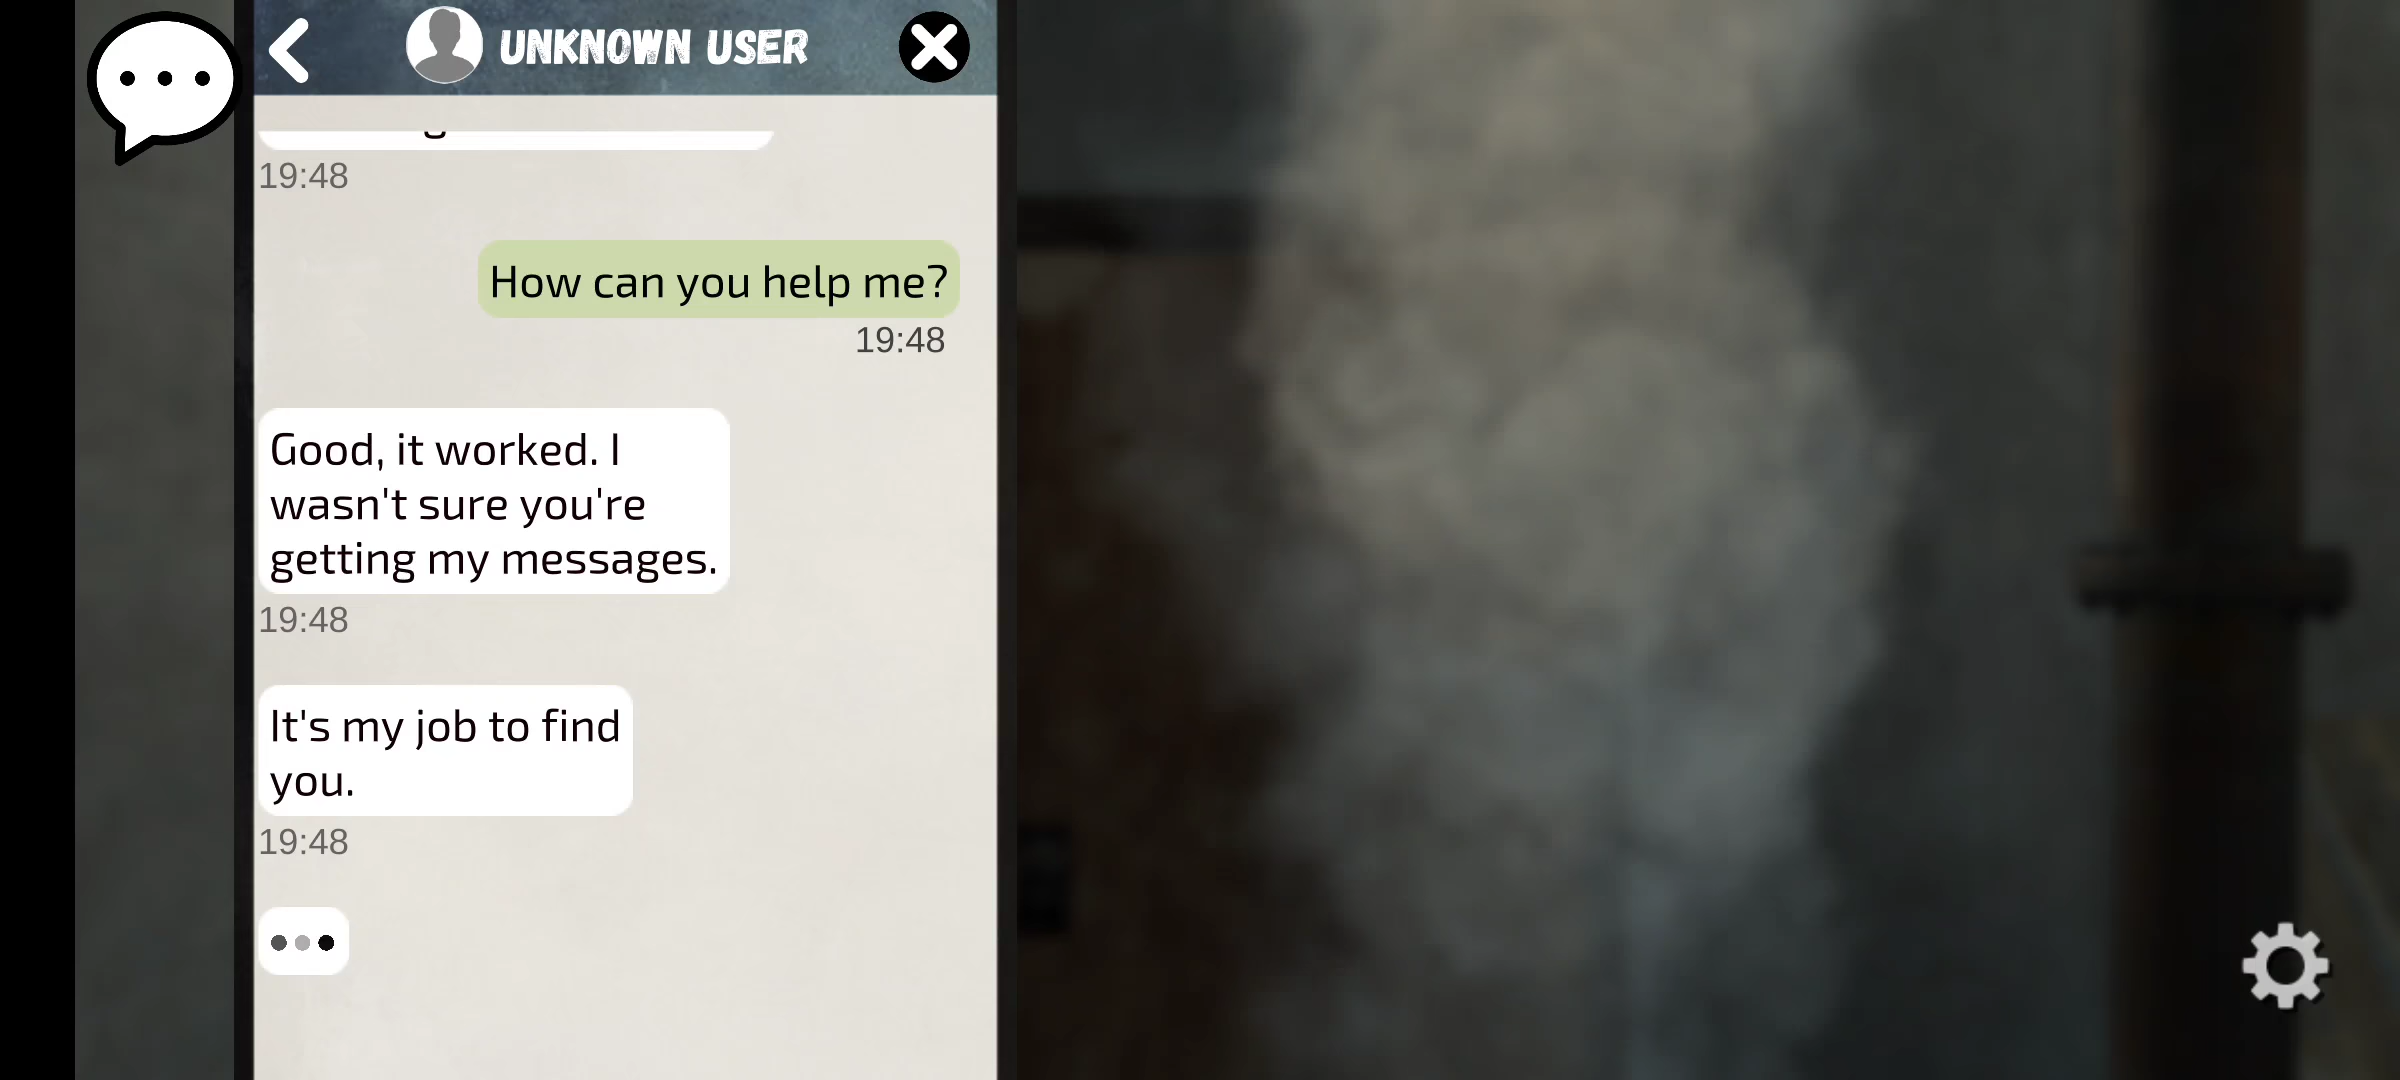 UNKNOWN USER
19:48
How can you help me?
19:48
Good, it worked. I
wasn't sure you're
getting my messages.
19:48
It's my job to find
you.
19:48